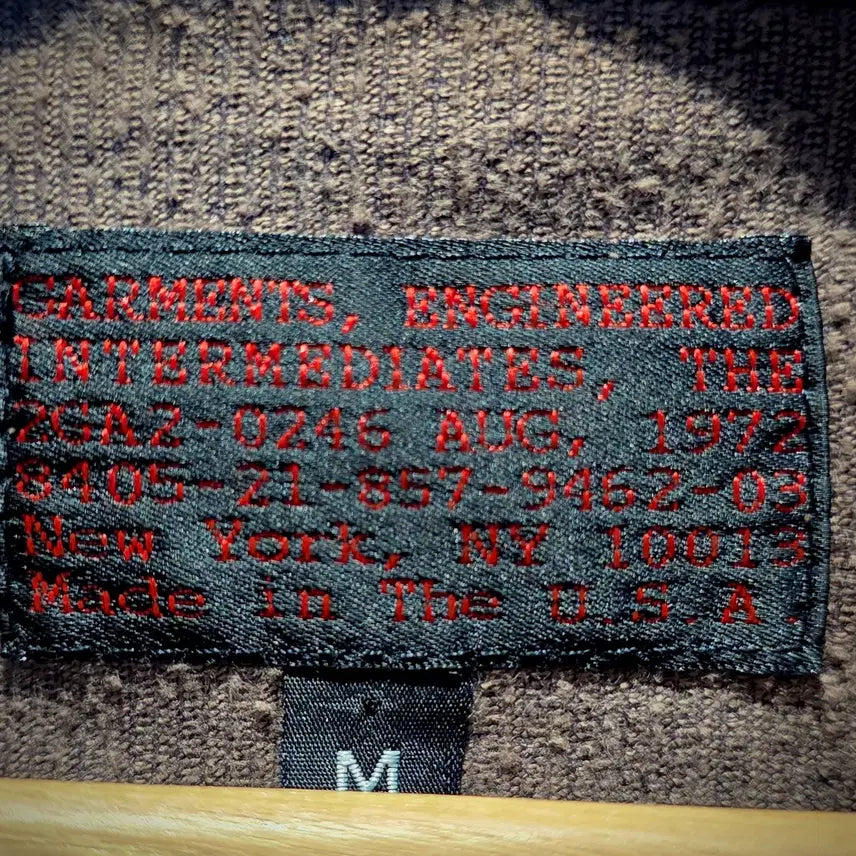 GARMENTS, ENGINEERED
INTERMEDIATES, THE
2GA2-0246 AUG, 1972
8405-21-857-9462-03
New York, NY 10013
Made in The U.S.A.
M